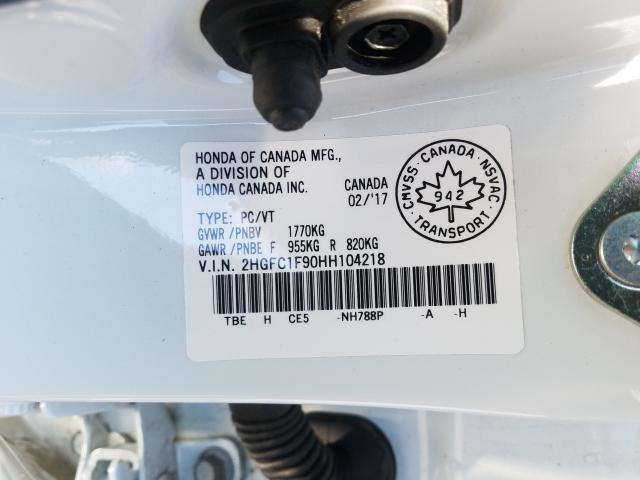 HONDA OF CANADA MFG.,
A DIVISION OF
HONDA CANADA INC.
CANADA
02/'17
TYPE: PC/VT
GVWR/PNBV 1770KG
GAWR/PNBE F 955KG R 820KG
V.I.N. 2HGFC1F90HH104218
TBE H CE5 -NH788P -A -H
CMVSS · CANADA · NSVAC ·
942
TRANSPORT